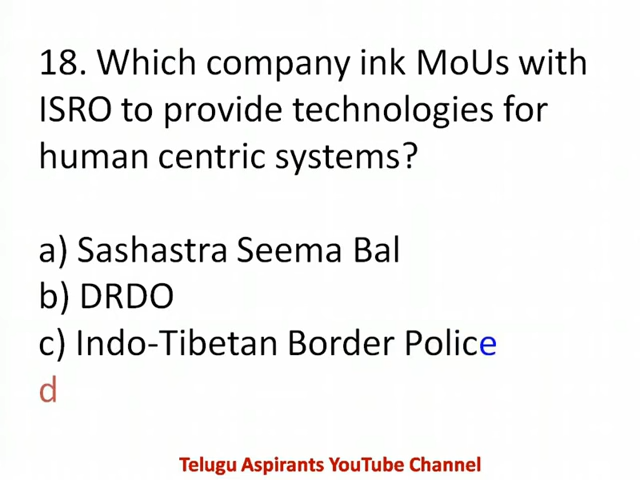 18. Which company ink MoUs with
ISRO to provide technologies for
human centric systems?
a) Sashastra Seema Bal
b) DRDO
c) Indo-Tibetan Border Police
d
Telugu Aspirants YouTube Channel